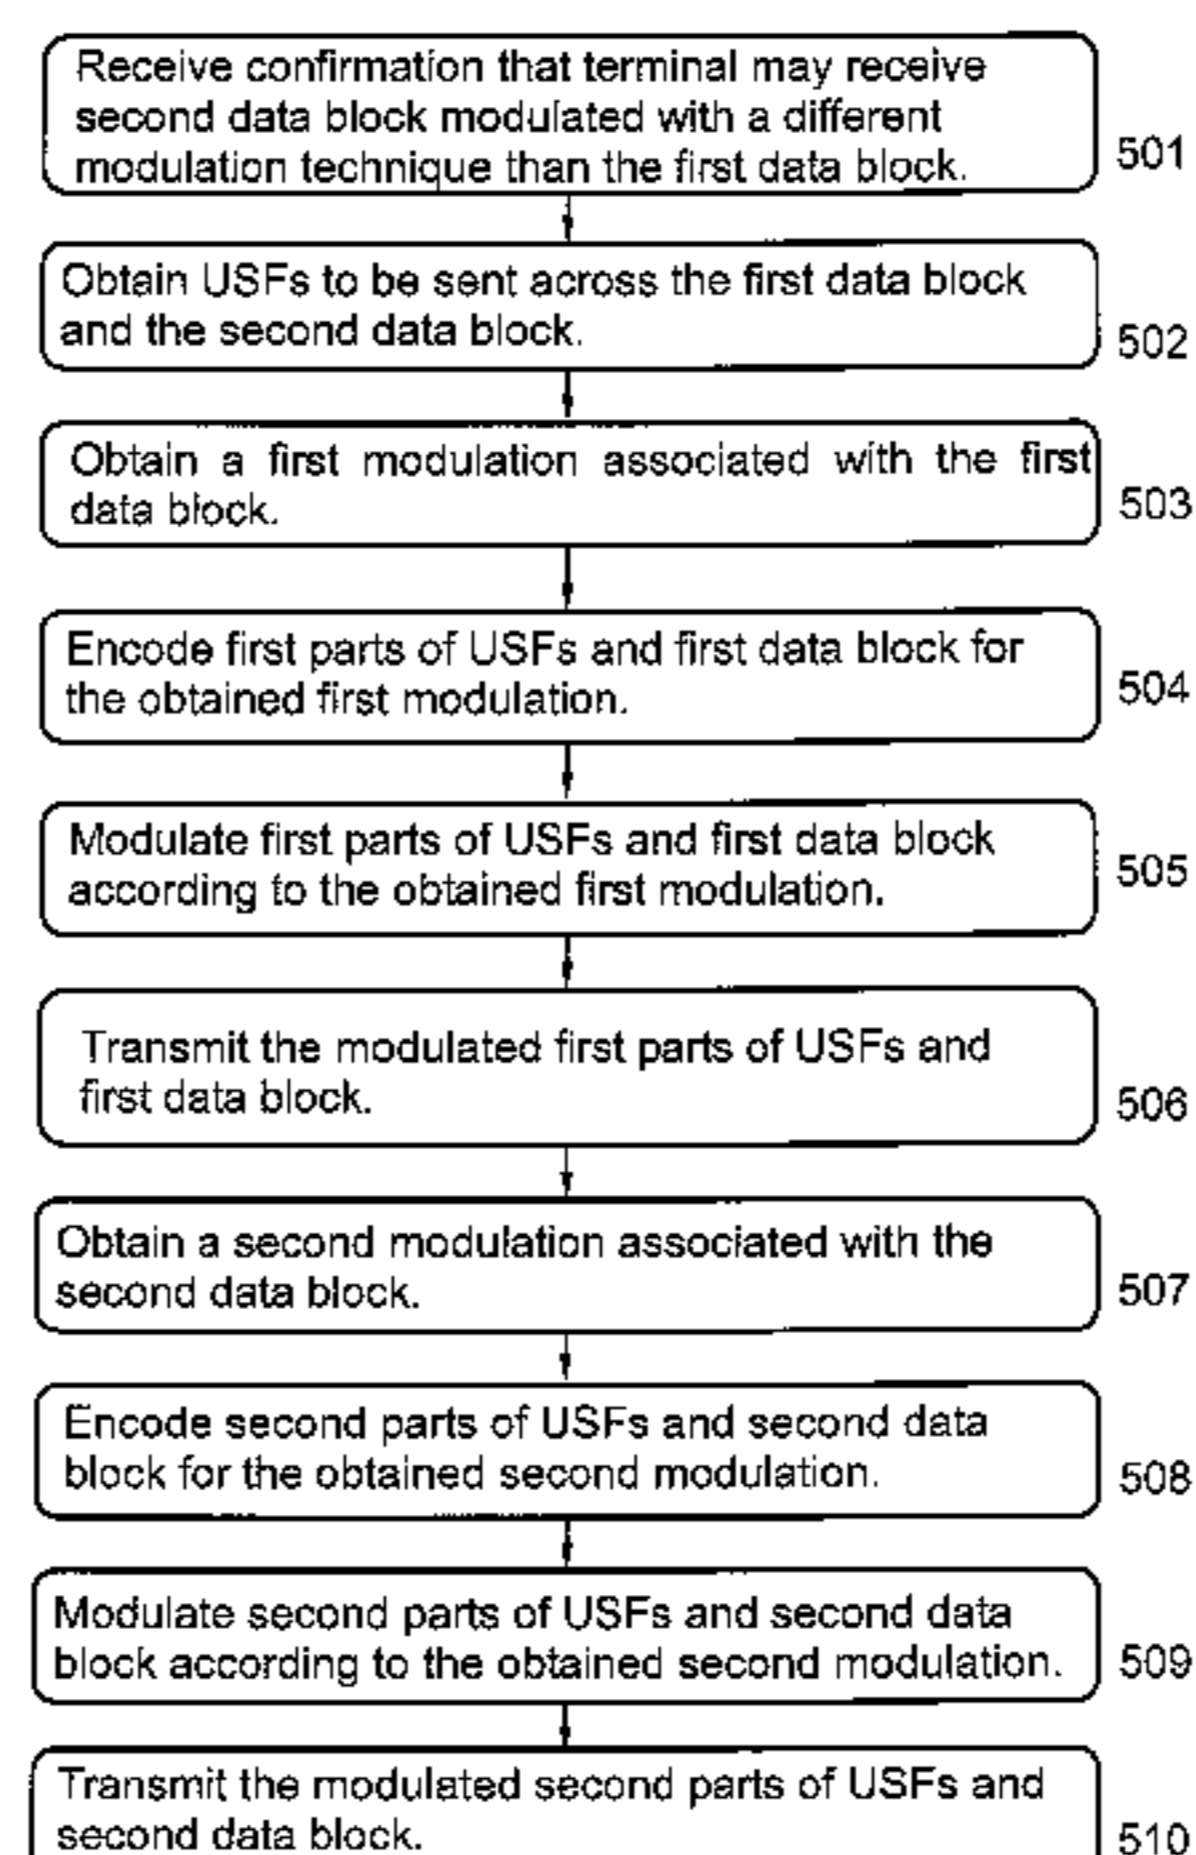 Receive confirmation that terminal may receive
second data block modulated with a different
modulation technique than the first data block.
501
Obtain USFs to be sent across the first data block
and the second data block.
502
Obtain a first modulation associated with the first
data block.
503
Encode first parts of USFs and first data block for
the obtained first modulation.
504
Modulate first parts of USFs and first data block
according to the obtained first modulation.
505
Transmit the modulated first parts of USFs and
first data block.
506
Obtain a second modulation associated with the
second data block.
507
Encode second parts of USFs and second data
block for the obtained second modulation.
508
Modulate second parts of USFs and second data
block according to the obtained second modulation.
509
Transmit the modulated second parts of USFs and
second data block.
510